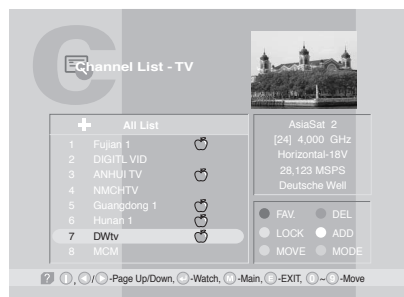 Channel List - TV
All List
1 Fujian 1
2 DIGITL VID
3 ANHUI TV
4 NMCHTV
5 Guangdong 1
6 Hunan 1
7 DWtv
8 MCM
AsiaSat 2
[24] 4,000 GHz
Horizontal-18V
28,123 MSPS
Deutsche Well
FAV. DEL
LOCK ADD
MOVE MODE
? i, </> -Page Up/Down, -Watch, M -Main, E -EXIT, 0 ~ 9 -Move